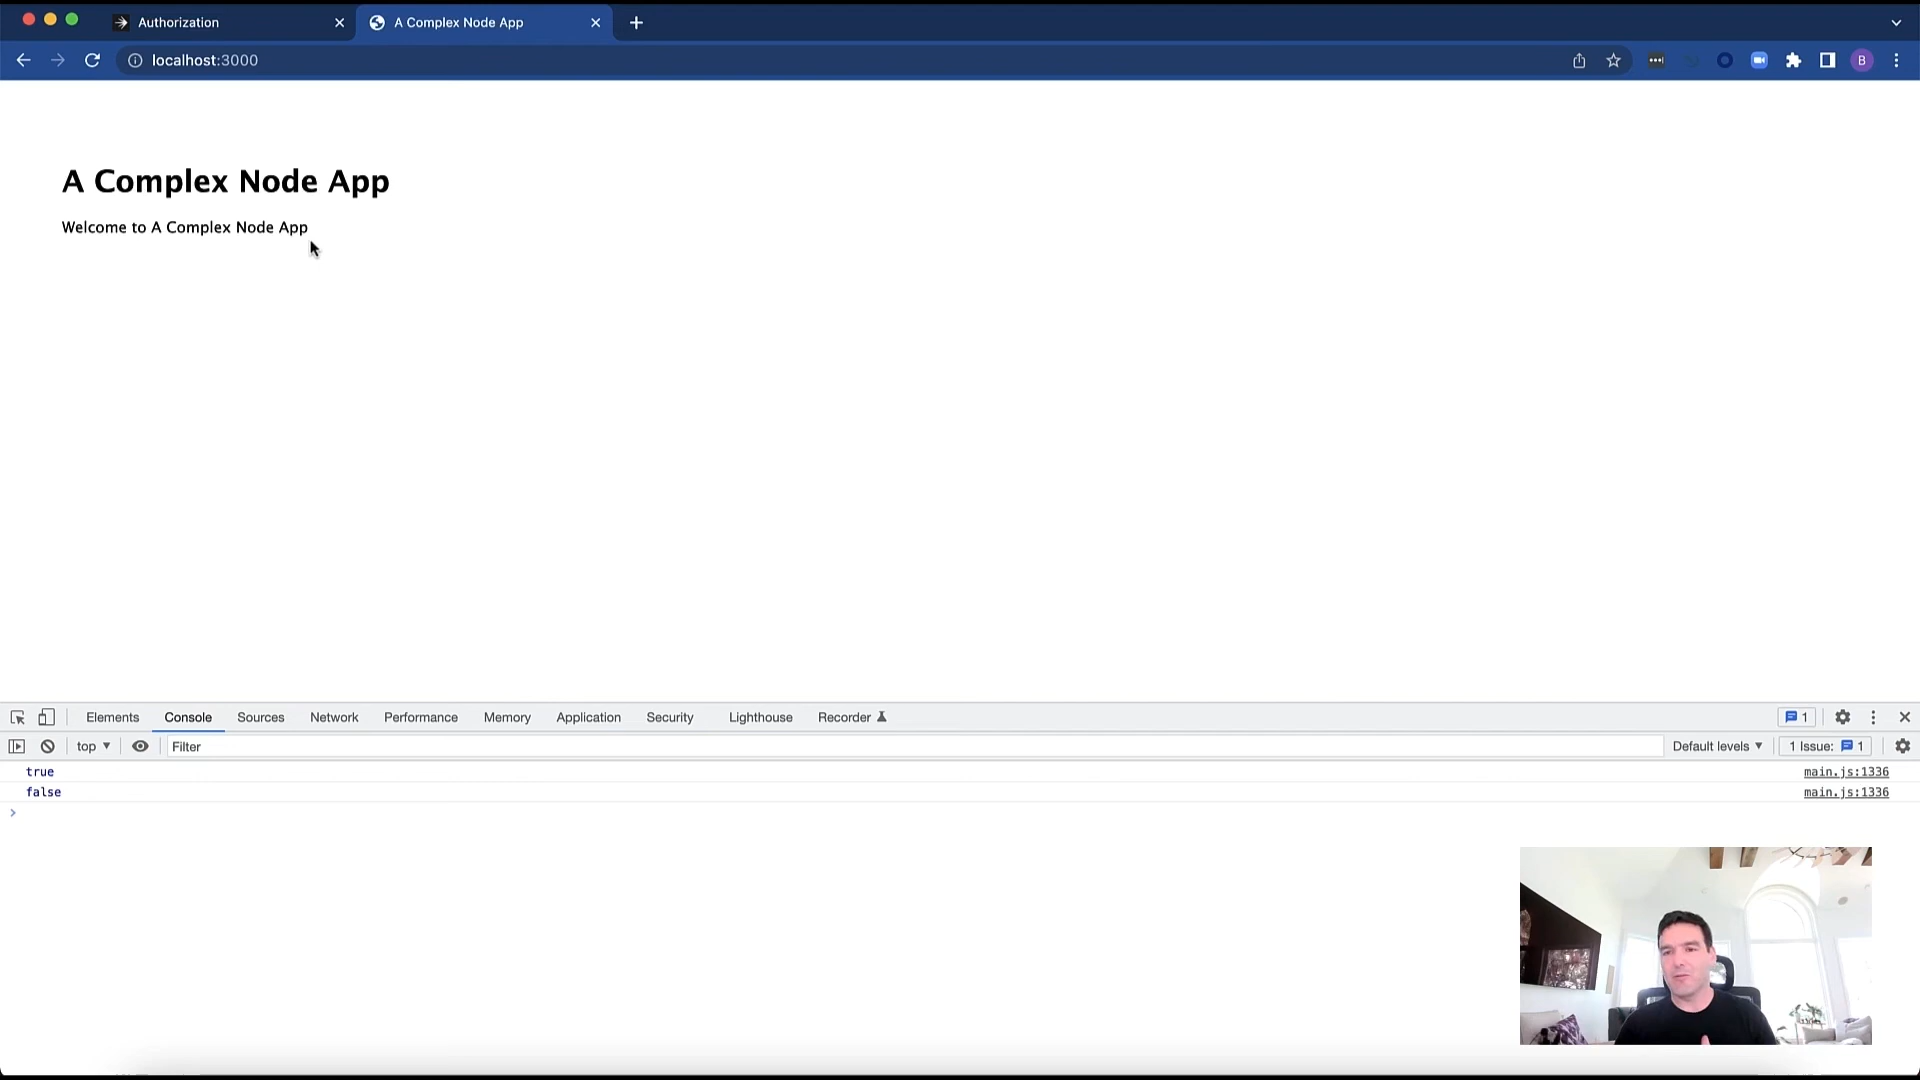 Authorization
A Complex Node App
localhost:3000
B
A Complex Node App
Welcome to A Complex Node App
Elements Console Sources Network Performance Memory Application Security Lighthouse Recorder 1
top Filter Default levels 1 Issue: 1
true main.js:1336
false main.js:1336